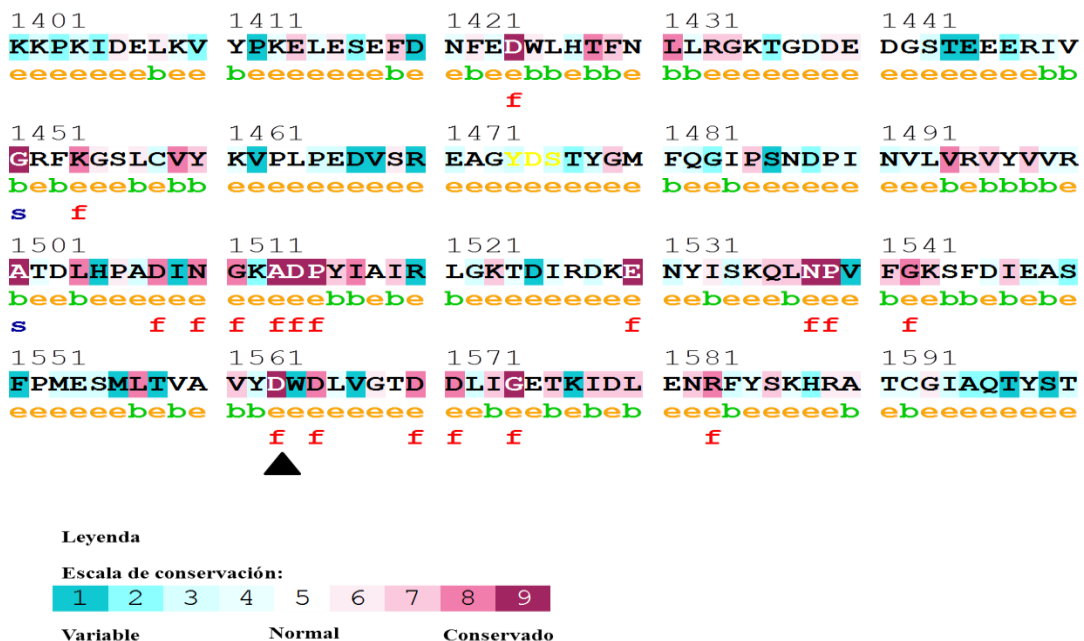 1401 1411 1421 1431 1441
KKPKIDELKV YPKELESEFD NFEDWLHTFN LLRGKTGDDE DGSTEEERIV
eeeeeeebee beeeeeeebe ebeebbebbe bbeeeeeeee eeeeeeeebb
f
1451 1461 1471 1481 1491
GRFKGSLCVY KVPLPEDVSR EAGYDSTYGM FQGIPSNDPI NVLVRVYVVR
bebeeebebb eeeeeeeeee eeeeeeeeee beebeeeeee eeebebbbbe
s f
1501 1511 1521 1531 1541
ATDLHPADIN GKADPYIAIR LGKTDIRDKE NYISKQLNPV FGKSFDIEAS
beebeeeeee eeeeebbebe beeeeeeeee eebeeebeee beebbebebe
s f f f fff f ff f
1551 1561 1571 1581 1591
FPMESMLTVA VYDWDLVGTD DLIGETKIDL ENRFYSKHRA TCGIAQTYST
eeeeeebebe bbeeeeeeee eebeebebeb eeebeeeeeb ebeeeeeeee
f f f f f f
Leyenda
Escala de conservación:
1 2 3 4 5 6 7 8 9
Variable Normal Conservado